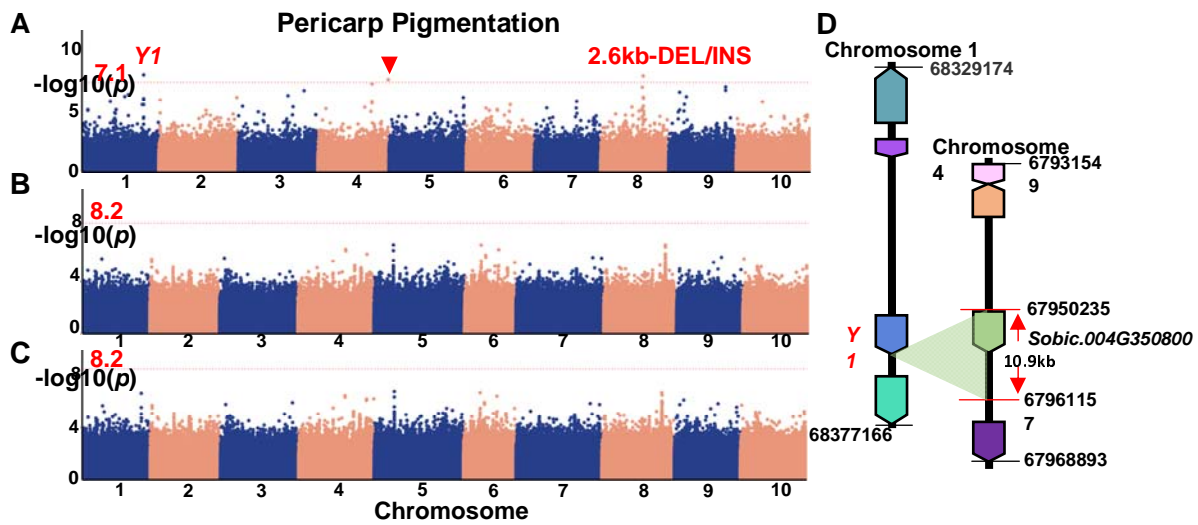 A
Pericarp Pigmentation
10
Y1
7.1
2.6kb-DEL/INS
-log10(p)
5
0
1 2 3 4 5 6 7 8 9 10
B
8.2
8
-log10(p)
4
0
1 2 3 4 5 6 7 8 9 10
C
8.2
8
-log10(p)
4
0
1 2 3 4 5 6 7 8 9 10
Chromosome
D
Chromosome 1
68329174
Chromosome
4
6793154
9
67950235
Y
1
Sobic.004G350800
10.9kb
6796115
7
68377166
67968893